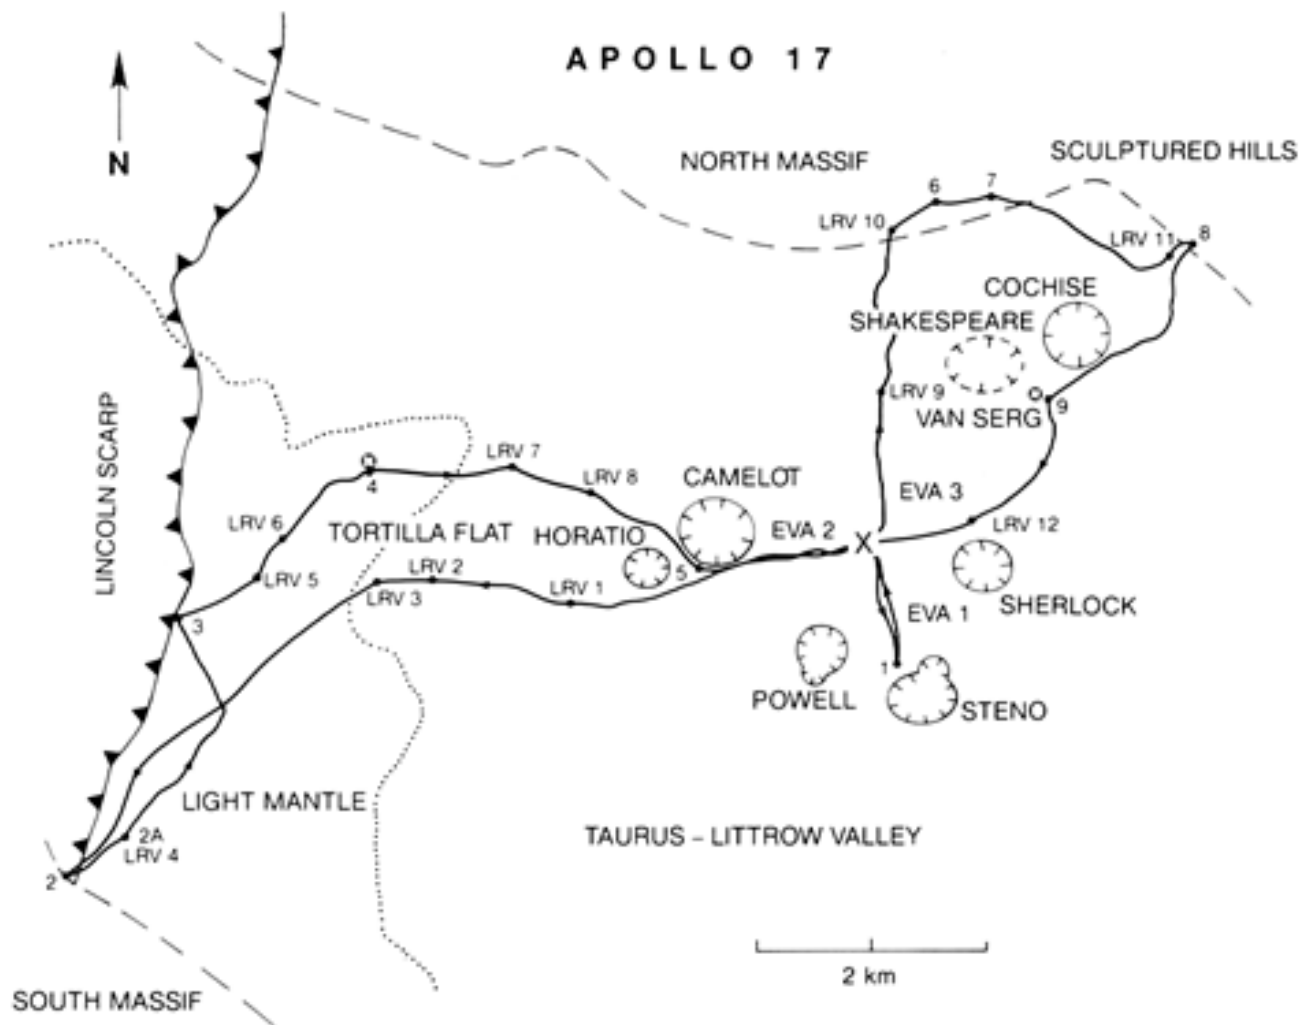 APOLLO 17
N
NORTH MASSIF
SCULPTURED HILLS
6
7
LRV 10
LRV 11
8
COCHISE
SHAKESPEARE
LRV 9
VAN SERG
9
LINCOLN SCARP
LRV 7
LRV 8
CAMELOT
4
EVA 3
LRV 6
TORTILLA FLAT
HORATIO
EVA 2
X
LRV 12
LRV 5
LRV 2
LRV 3
LRV 1
5
SHERLOCK
3
EVA 1
1
POWELL
STENO
LIGHT MANTLE
2A
LRV 4
2
TAURUS – LITTROW VALLEY
2 km
SOUTH MASSIF